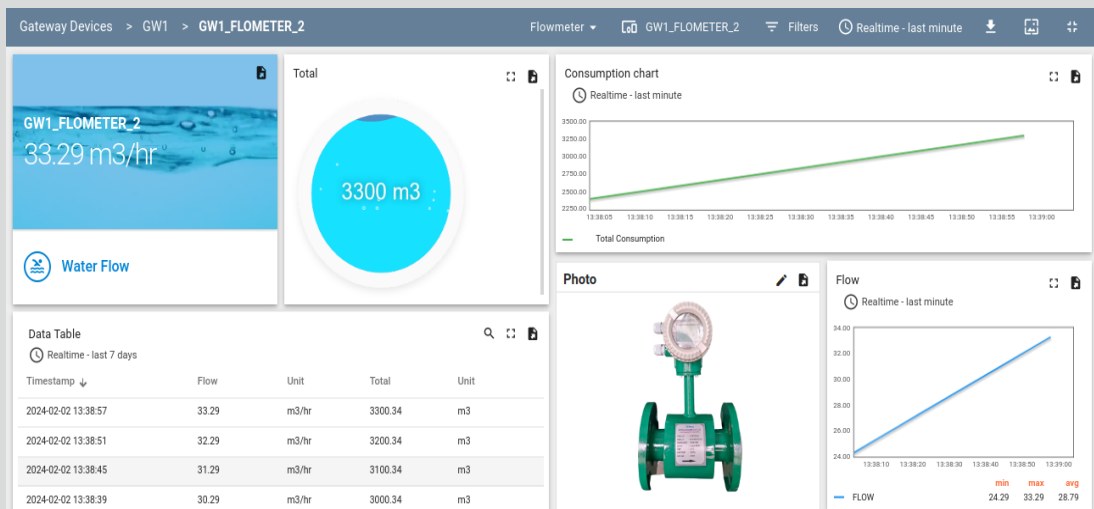 Gateway Devices > GW1 > GW1_FLOMETER_2
Flowmeter GW1_FLOMETER_2 Filters Realtime - last minute
GW1_FLOMETER_2
33.29 m3/hr
Water Flow
Total
3300 m3
Consumption chart
Realtime - last minute
3500.00
3250.00
3000.00
2750.00
2500.00
2250.00
13:38:05 13:38:10 13:38:15 13:38:20 13:38:25 13:38:30 13:38:35 13:38:40 13:38:45 13:38:50 13:38:55 13:39:00
Total Consumption
Data Table
Realtime - last 7 days
Timestamp Flow Unit Total Unit
2024-02-02 13:38:57 33.29 m3/hr 3300.34 m3
2024-02-02 13:38:51 32.29 m3/hr 3200.34 m3
2024-02-02 13:38:45 31.29 m3/hr 3100.34 m3
2024-02-02 13:38:39 30.29 m3/hr 3000.34 m3
Photo
Flow
Realtime - last minute
34.00
32.00
30.00
28.00
26.00
24.00
13:38:10 13:38:20 13:38:30 13:38:40 13:38:50 13:39:00
min max avg
FLOW 24.29 33.29 28.79